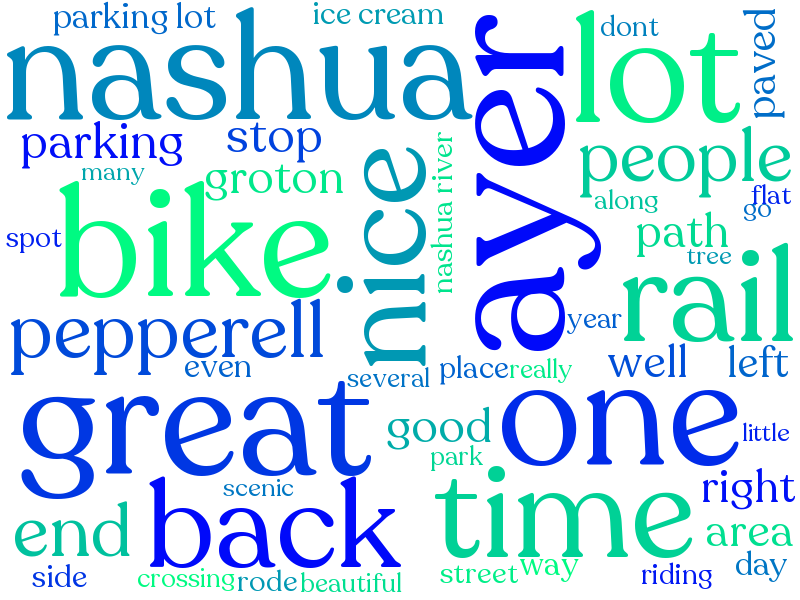 parking lot
ice cream
dont
paved
nashua
ayer
lot
parking
stop
people
many
groton
nice
nashua river
along
flat
go
spot
bike
path
tree
rail
pepperell
year
even
several
place
really
well
left
great
good
one
little
park
scenic
back
time
right
end
area
side
crossing
rode
beautiful
street
way
riding
day